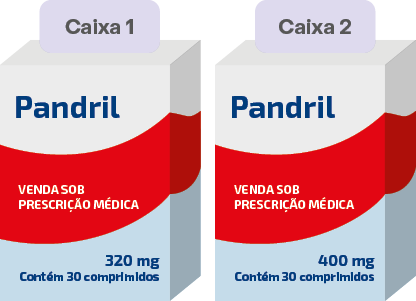 Caixa 1
Pandril
VENDA SOB
PRESCRIÇÃO MÉDICA
320 mg
Contém 30 comprimidos
Caixa 2
Pandril
VENDA SOB
PRESCRIÇÃO MÉDICA
400 mg
Contém 30 comprimidos